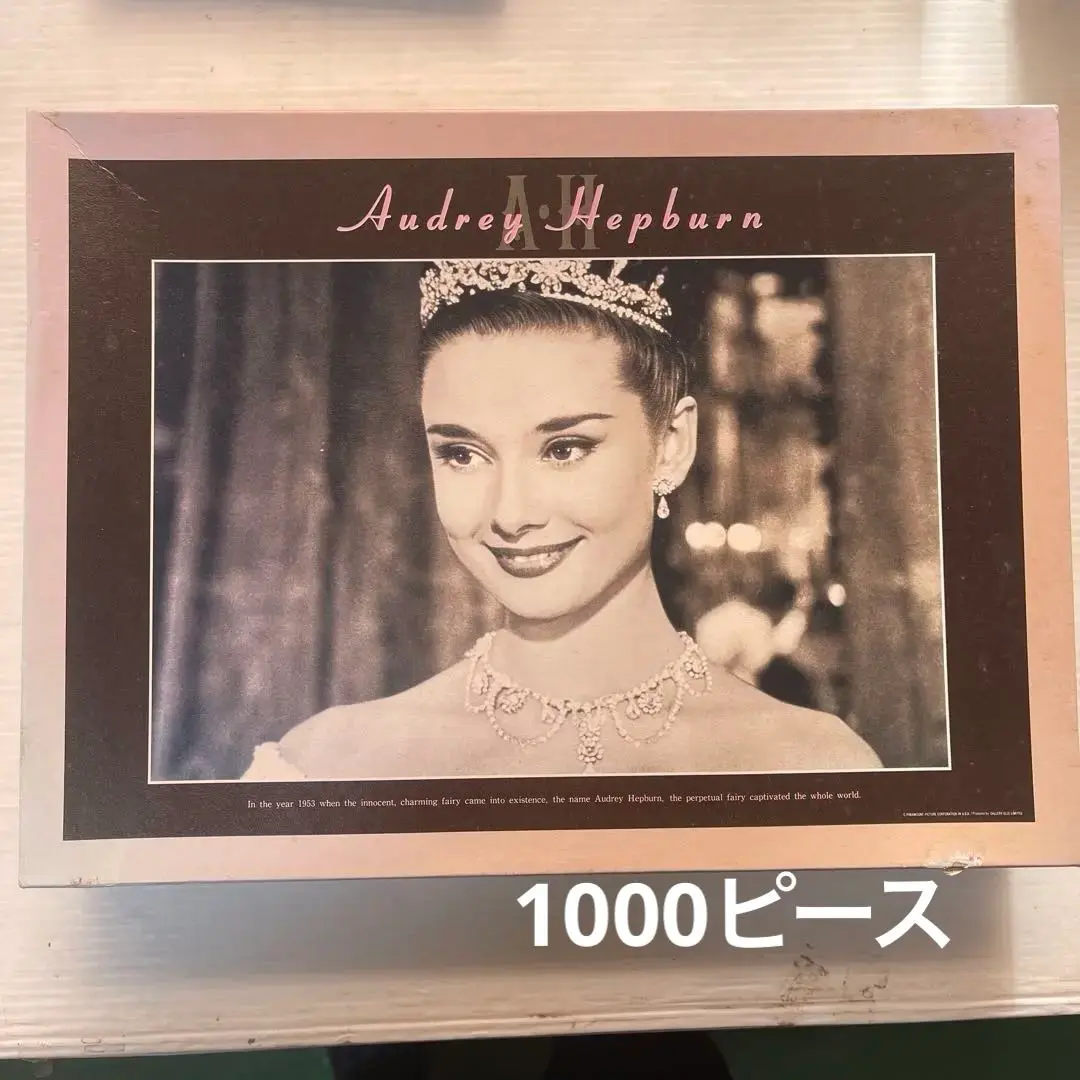 A·H
Audrey Hepburn
In the year 1953 when the innocent, charming fairy came into existence, the name Audrey Hepburn, the perpetual fairy captivated the whole world.
1000ピース